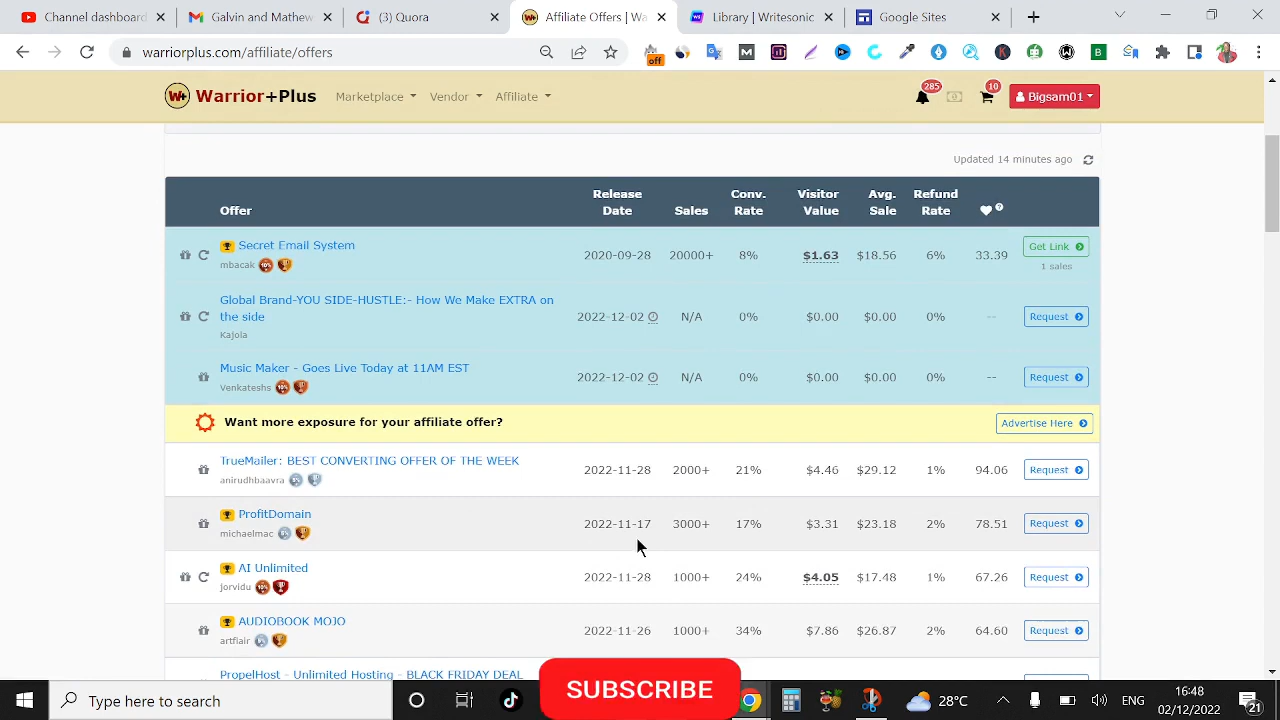 Channel dashboard
Gmail
Mathew
(3) Quora
Affiliate Offers | Wa
Library | Writesonic
Google Sites
warriorplus.com/affiliate/offers
off
Warrior+Plus
Marketplace
Vendor
Affiliate
285
10
Bigsam01
Updated 14 minutes ago
Offer
Release Date
Sales
Conv. Rate
Visitor Value
Avg. Sale
Refund Rate
Secret Email System
mbacak
2020-09-28 20000+ 8% $1.63 $18.56 6% 33.39 Get Link
1 sales
Global Brand-YOU SIDE-HUSTLE:- How We Make EXTRA on
the side
Kajola
2022-12-02 N/A 0% $0.00 $0.00 0% -- Request
Music Maker - Goes Live Today at 11AM EST
Venkateshs
2022-12-02 N/A 0% $0.00 $0.00 0% -- Request
Want more exposure for your affiliate offer? Advertise Here
TrueMailer: BEST CONVERTING OFFER OF THE WEEK
anirudhbaavra
2022-11-28 2000+ 21% $4.46 $29.12 1% 94.06 Request
ProfitDomain
michaelmac
2022-11-17 3000+ 17% $3.31 $23.18 2% 78.51 Request
AI Unlimited
jorvidu
2022-11-28 1000+ 24% $4.05 $17.48 1% 67.26 Request
AUDIOBOOK MOJO
artflair
2022-11-26 1000+ 34% $7.86 $26.87 2% 64.60 Request
PropelHost - Unlimited Hosting - BLACK FRIDAY DEAL
SUBSCRIBE
Type here to search
28°C
ENG
16:48
02/12/2022
21